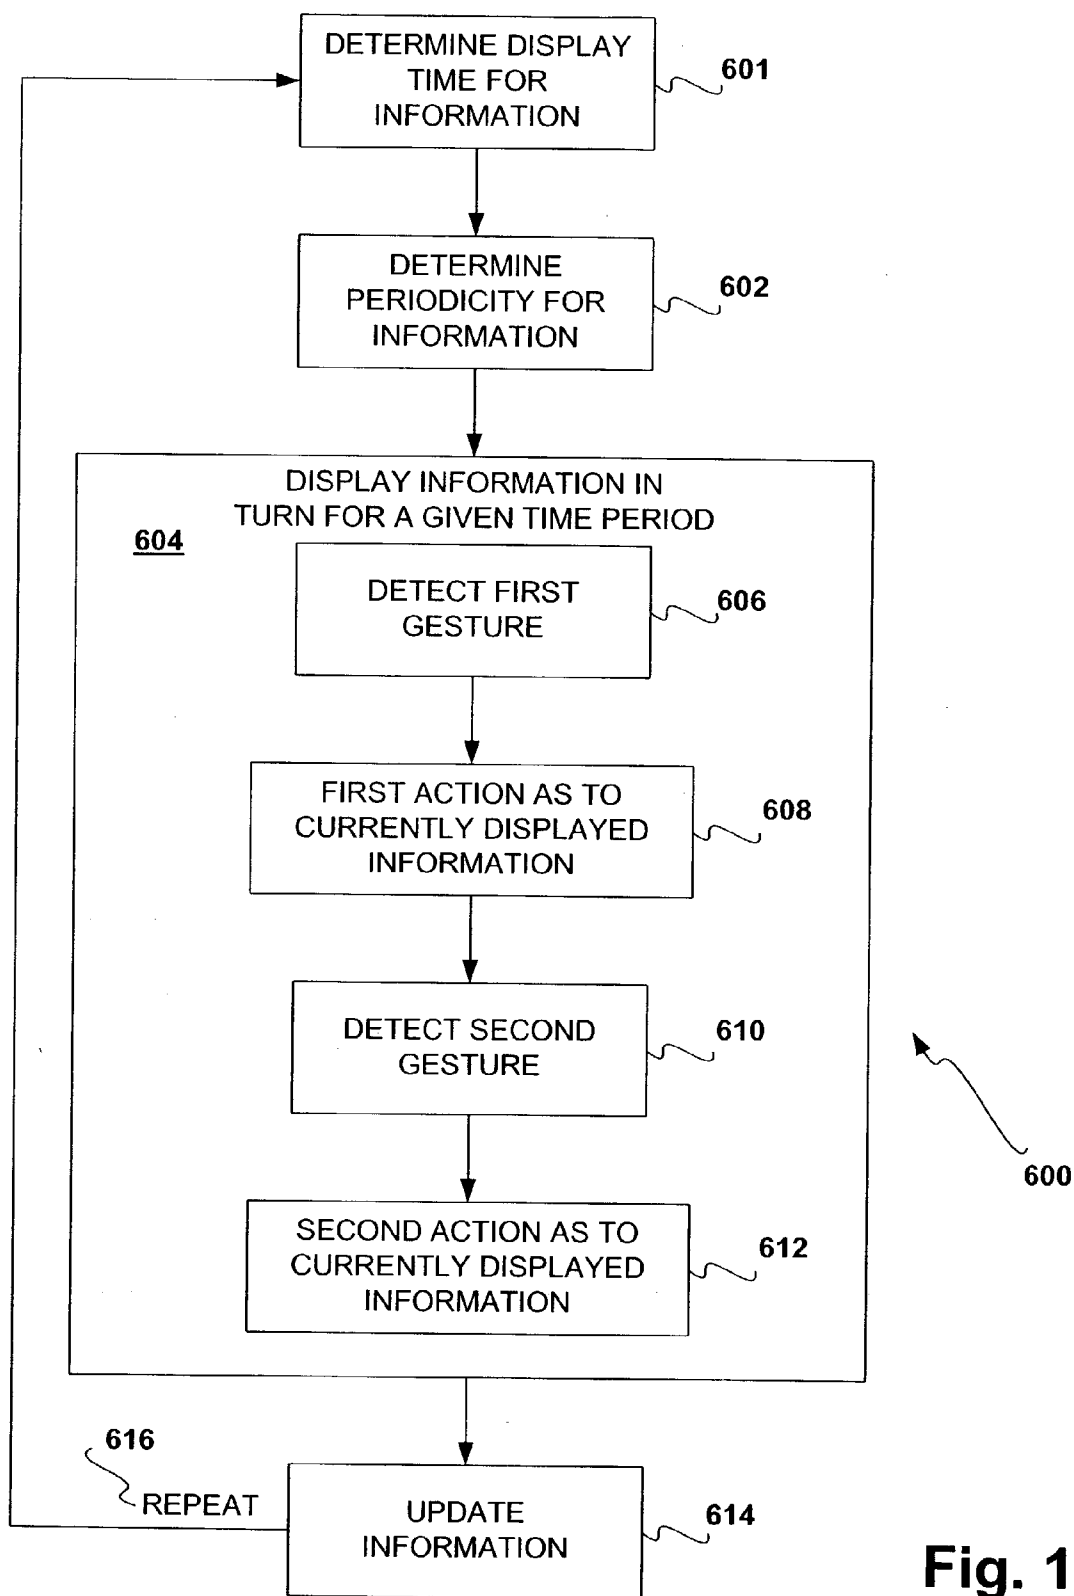 DETERMINE DISPLAY
TIME FOR
INFORMATION
601
DETERMINE
PERIODICITY FOR
INFORMATION
602
DISPLAY INFORMATION IN
TURN FOR A GIVEN TIME PERIOD
604
DETECT FIRST
GESTURE
606
FIRST ACTION AS TO
CURRENTLY DISPLAYED
INFORMATION
608
DETECT SECOND
GESTURE
610
600
SECOND ACTION AS TO
CURRENTLY DISPLAYED
INFORMATION
612
616
REPEAT
UPDATE
INFORMATION
614
Fig. 1